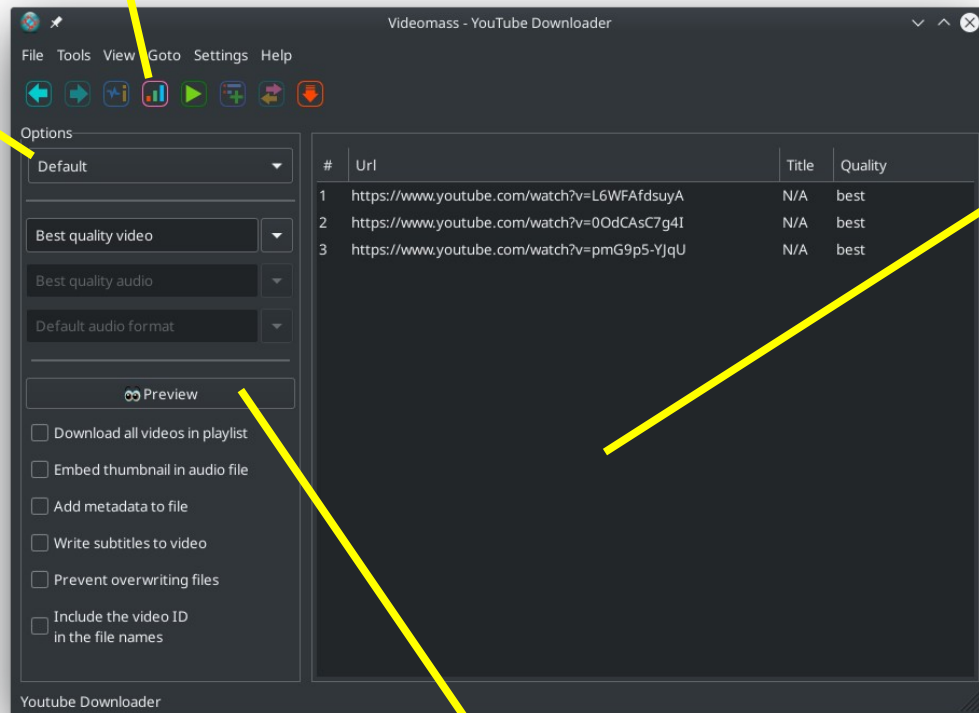 Videomass - YouTube Downloader
File Tools View Goto Settings Help
Options
Default
Best quality video
Best quality audio
Default audio format
Preview
Download all videos in playlist
Embed thumbnail in audio file
Add metadata to file
Write subtitles to video
Prevent overwriting files
Include the video ID
in the file names
# Url Title Quality
1 https://www.youtube.com/watch?v=L6WFAfdsuyA N/A best
2 https://www.youtube.com/watch?v=0OdCAsC7g4I N/A best
3 https://www.youtube.com/watch?v=pmG9p5-YJqU N/A best
Youtube Downloader